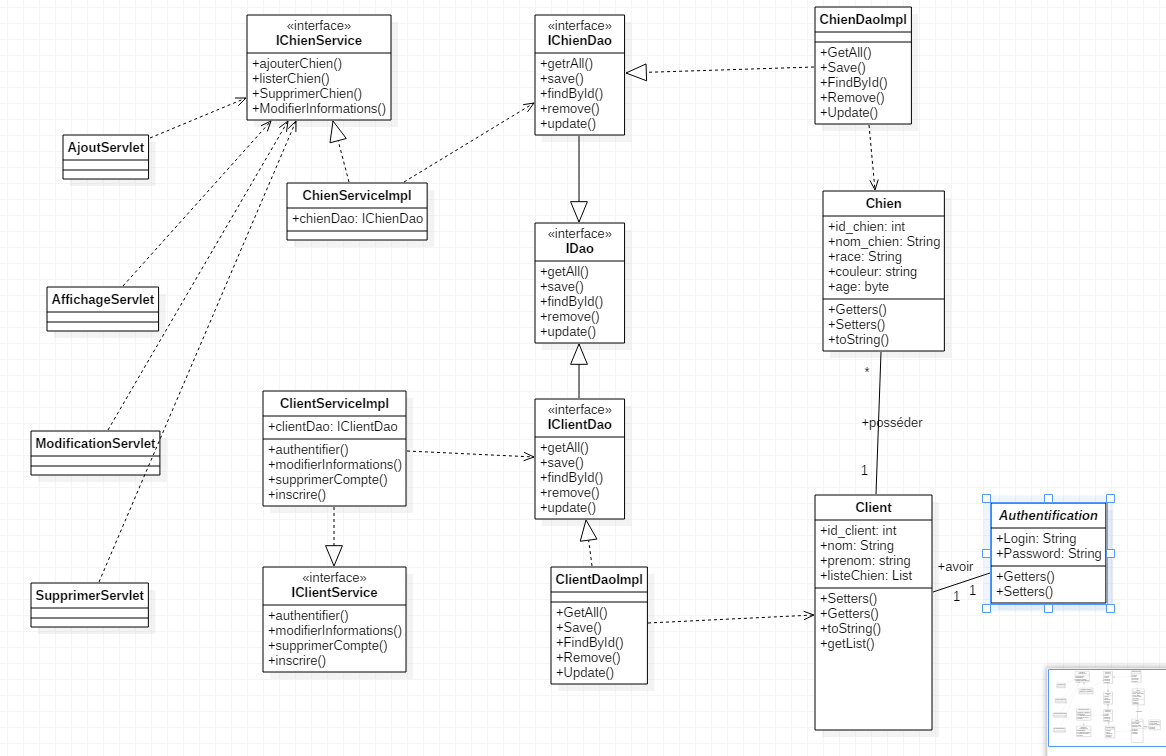 «interface»
IChienService
+ajouterChien()
+listerChien()
+SupprimerChien()
+ModifierInformations()
«interface»
IChienDao
+getrAll()
+save()
+findById()
+remove()
+update()
ChienDaoImpl
+GetAll()
+Save()
+FindById()
+Remove()
+Update()
AjoutServlet
ChienServiceImpl
+chienDao: IChienDao
Chien
+id_chien: int
+nom_chien: String
+race: String
+couleur: string
+age: byte
+Getters()
+Setters()
+toString()
«interface»
IDao
+getAll()
+save()
+findById()
+remove()
+update()
AffichageServlet
*
+posséder
1
ClientServiceImpl
+clientDao: IClientDao
+authentifier()
+modifierInformations()
+supprimerCompte()
+inscrire()
«interface»
IClientDao
+getAll()
+save()
+findById()
+remove()
+update()
ModificationServlet
Client
+id_client: int
+nom: String
+prenom: string
+listeChien: List
+Setters()
+Getters()
+toString()
+getList()
+avoir
1
1
Authentification
+Login: String
+Password: String
+Getters()
+Setters()
SupprimerServlet
«interface»
IClientService
+authentifier()
+modifierInformations()
+supprimerCompte()
+inscrire()
ClientDaoImpl
+GetAll()
+Save()
+FindById()
+Remove()
+Update()